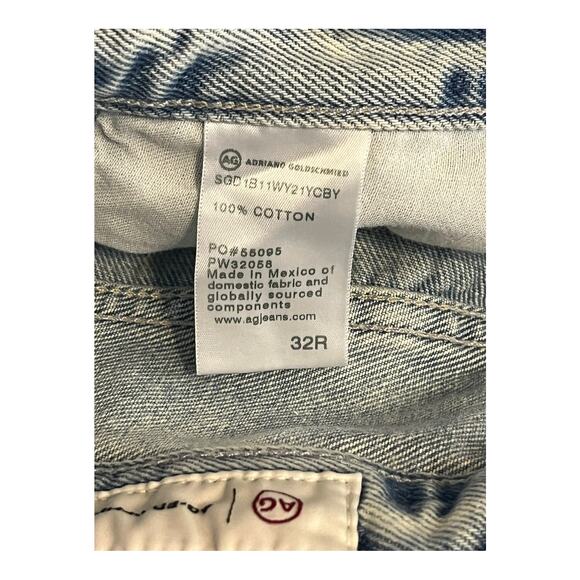 AG ADRIANO GOLDSCHMIED
SGD1B11WY21YCBY
100% COTTON
PO#55095
PW32058
Made In Mexico of
domestic fabric and
globally sourced
components
www.agjeans.com
32R
AG